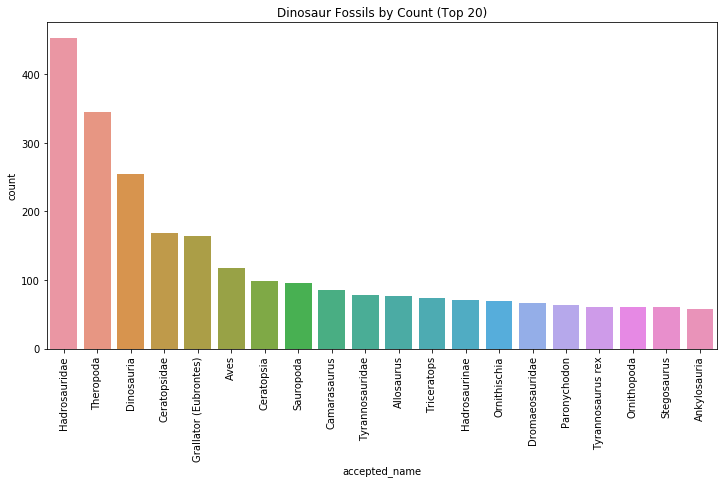 Dinosaur Fossils by Count (Top 20)
count
400
300
200
100
0
Hadrosauridae
Theropoda
Dinosauria
Ceratopsidae
Grallator (Eubrontes)
Aves
Ceratopsia
Sauropoda
Camarasaurus
Tyrannosauridae
Allosaurus
Triceratops
Hadrosaurinae
Ornithischia
Dromaeosauridae
Paronychodon
Tyrannosaurus rex
Ornithopoda
Stegosaurus
Ankylosauria
accepted_name